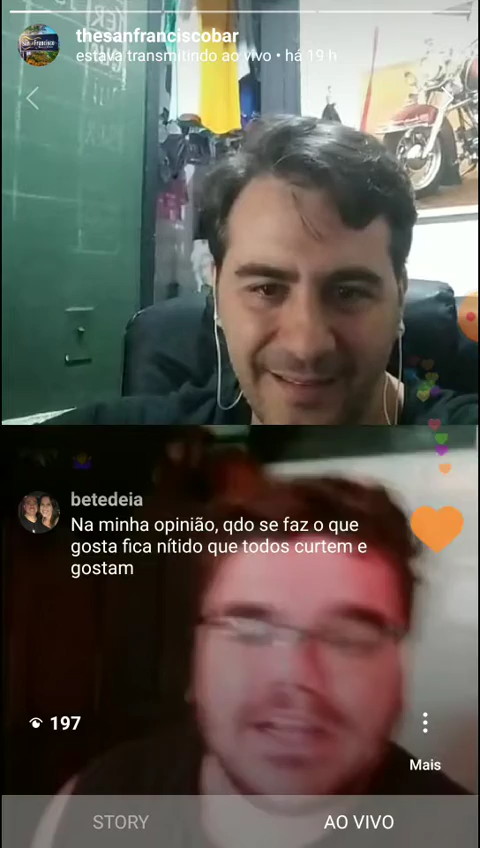 thesanfranciscobar
estava transmitindo ao vivo • há 19 h
betedeia
Na minha opinião, qdo se faz o que
gosta fica nítido que todos curtem e
gostam
197
Mais
STORY
AO VIVO